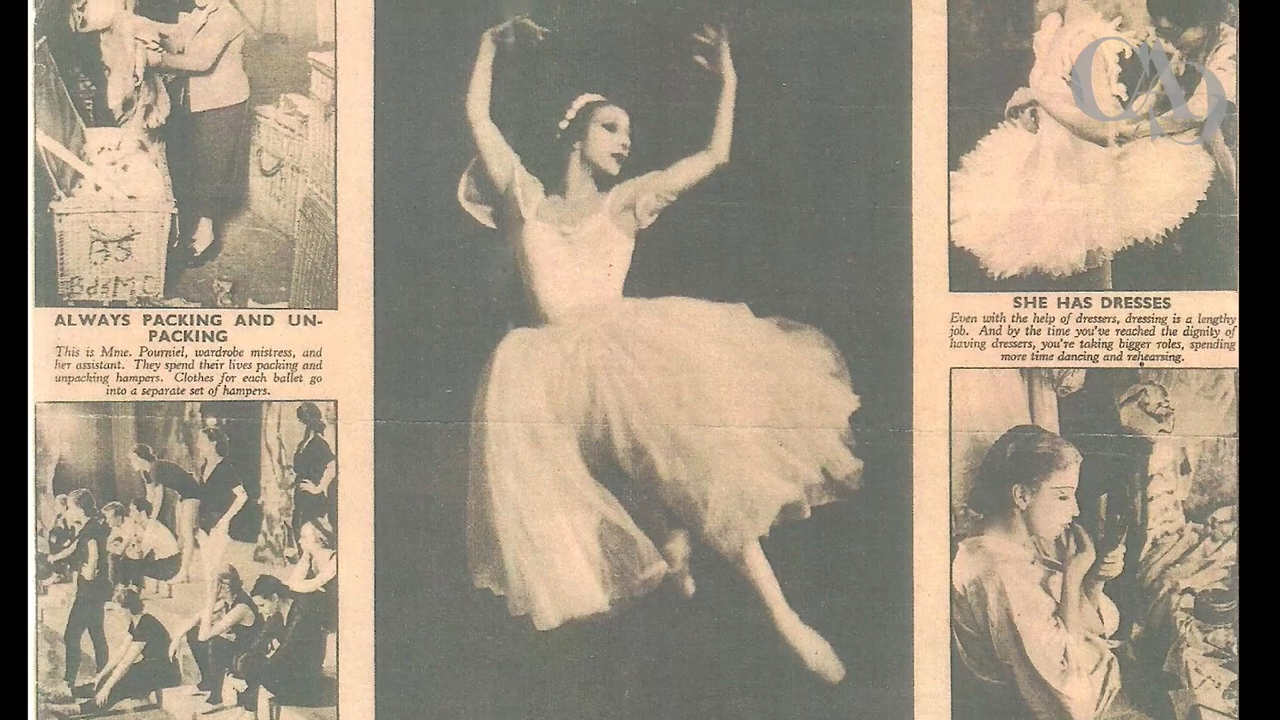 BS
BdeM C
ALWAYS PACKING AND UN-
PACKING
This is Mme. Pourniel, wardrobe mistress, and
her assistant. They spend their lives packing and
unpacking hampers. Clothes for each ballet go
into a separate set of hampers.
CAD
SHE HAS DRESSES
Even with the help of dressers, dressing is a lengthy
job. And by the time you've reached the dignity of
having dressers, you're taking bigger roles, spending
more time dancing and rehearsing.